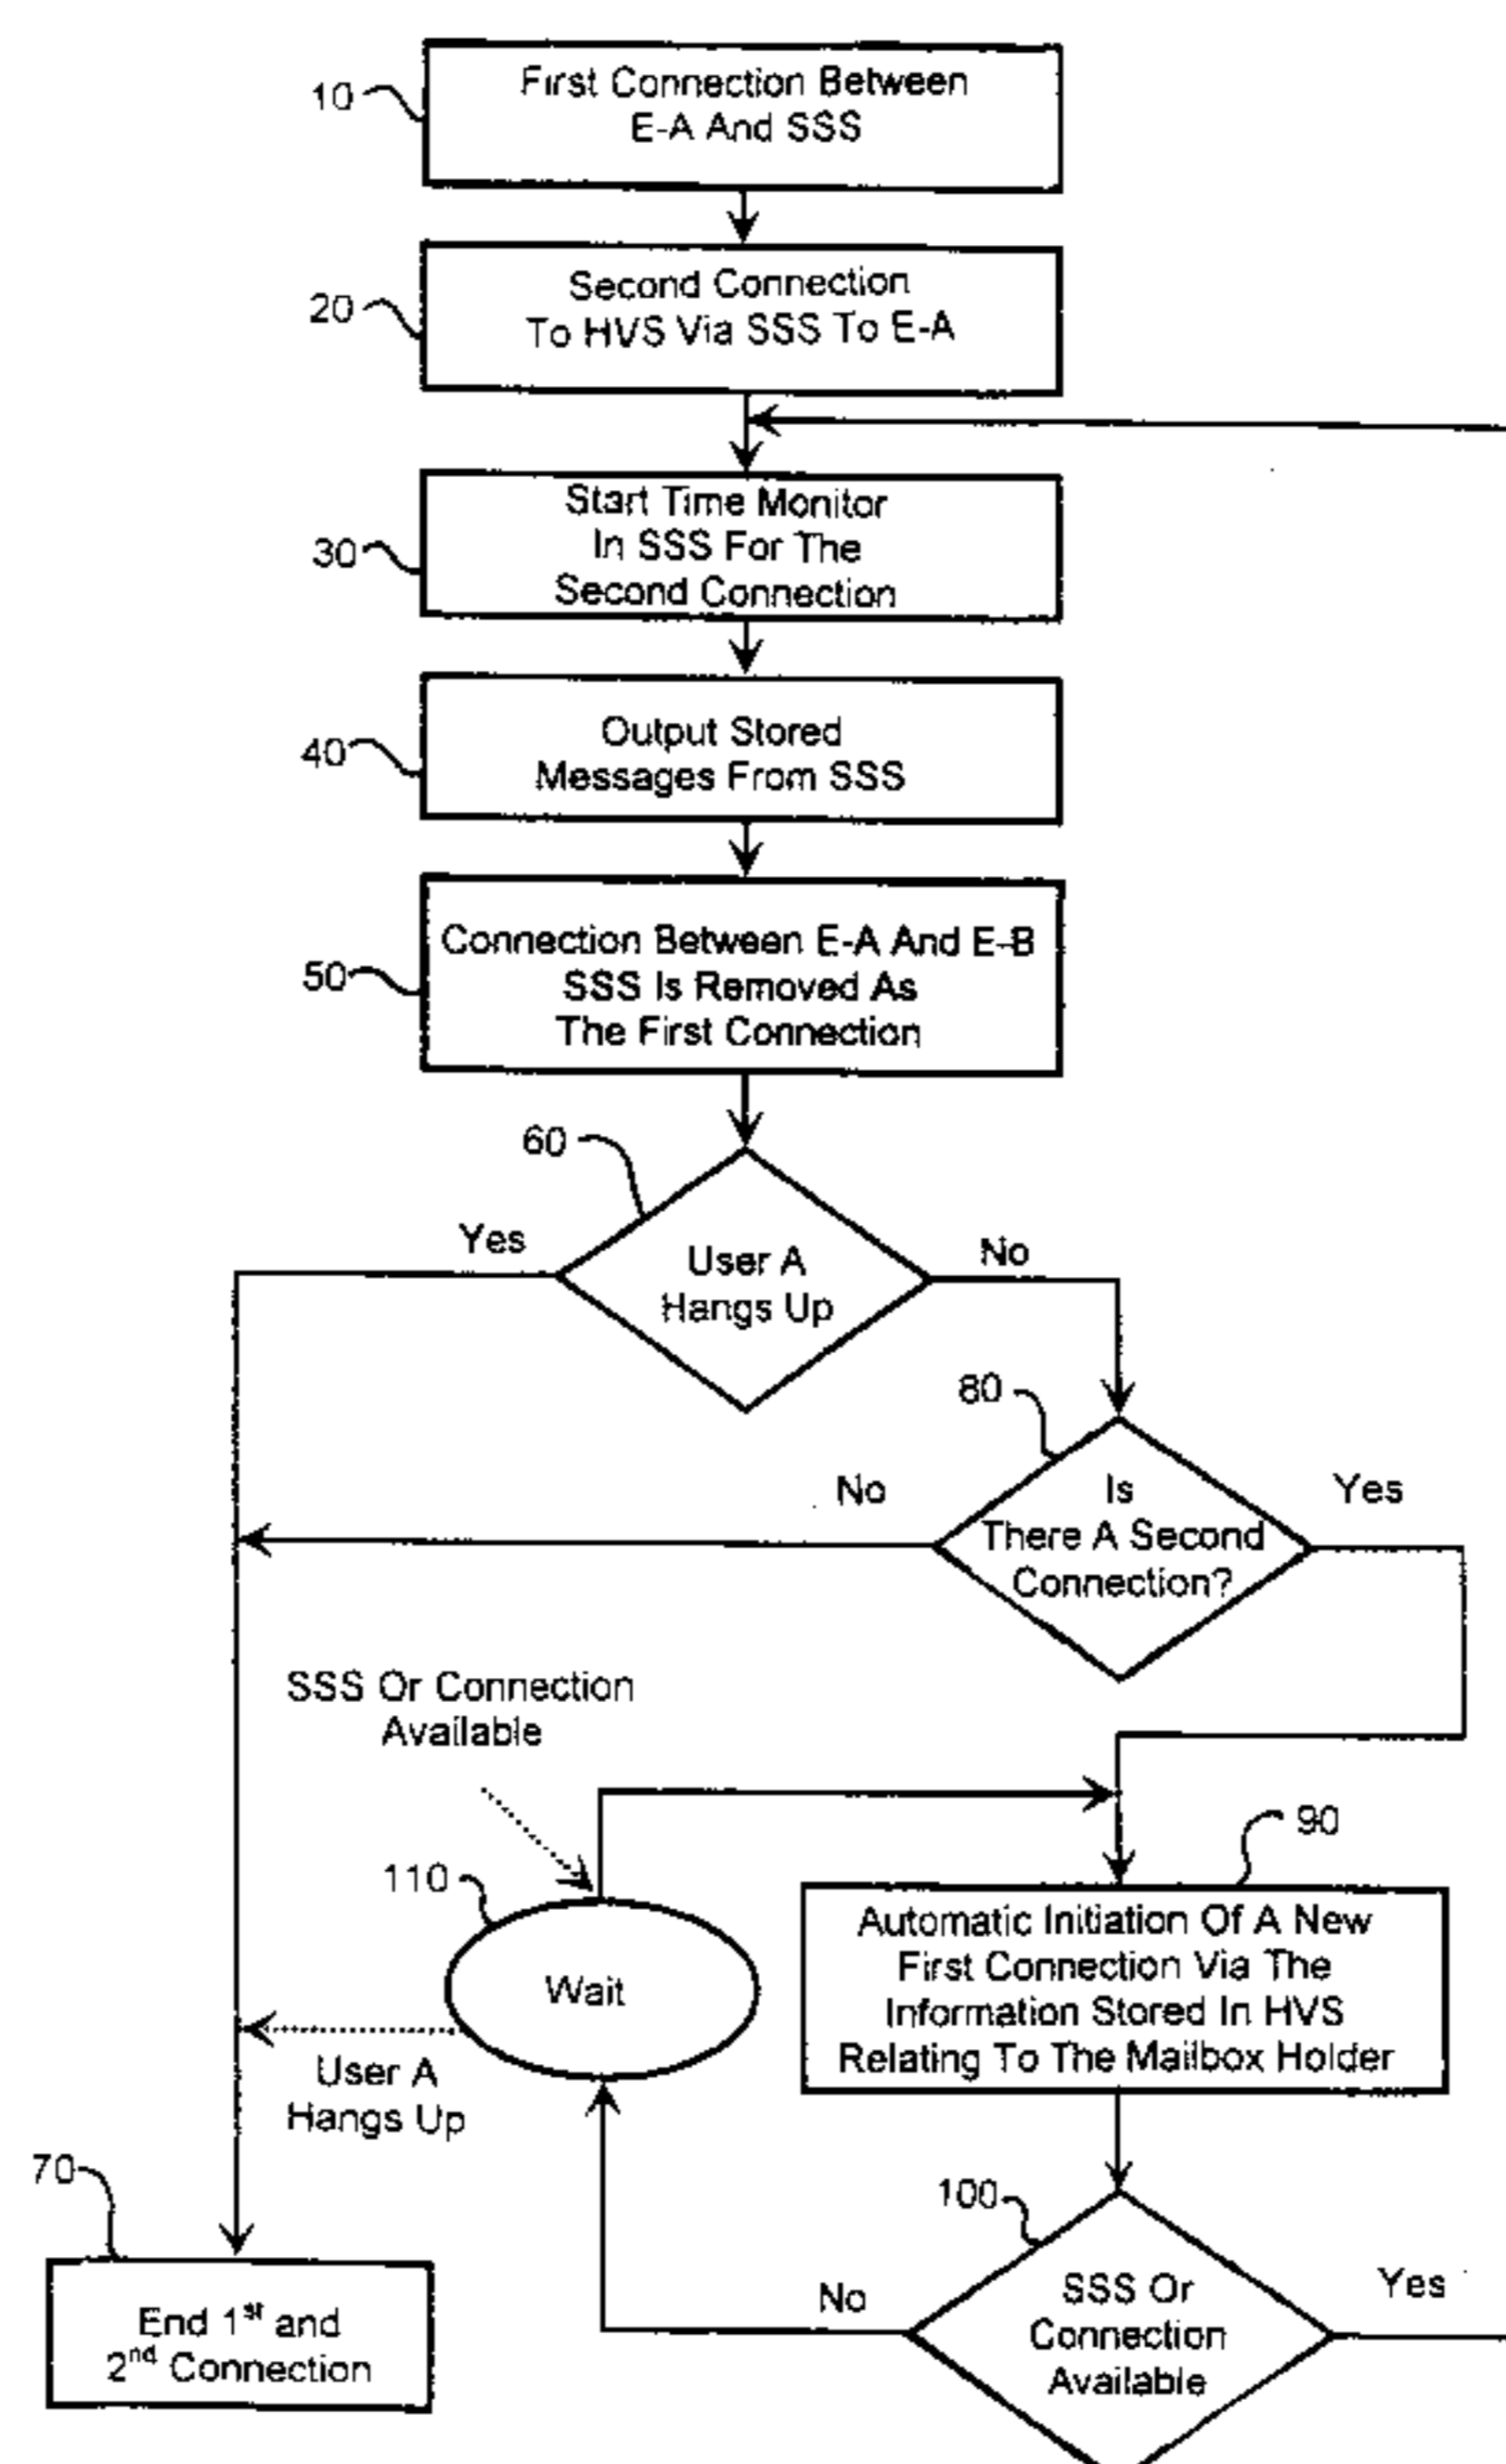 10
First Connection Between
E-A And SSS
20
Second Connection
To HVS Via SSS To E-A
30
Start Time Monitor
In SSS For The
Second Connection
40
Output Stored
Messages From SSS
50
Connection Between E-A And E-B
SSS Is Removed As
The First Connection
60
Yes
User A
Hangs Up
No
80
No
Is
There A Second
Connection?
Yes
SSS Or Connection
Available
110
Wait
90
Automatic Initiation Of A New
First Connection Via The
Information Stored In HVS
Relating To The Mailbox Holder
User A
Hangs Up
70
End 1st and
2nd Connection
100
No
SSS Or
Connection
Available
Yes